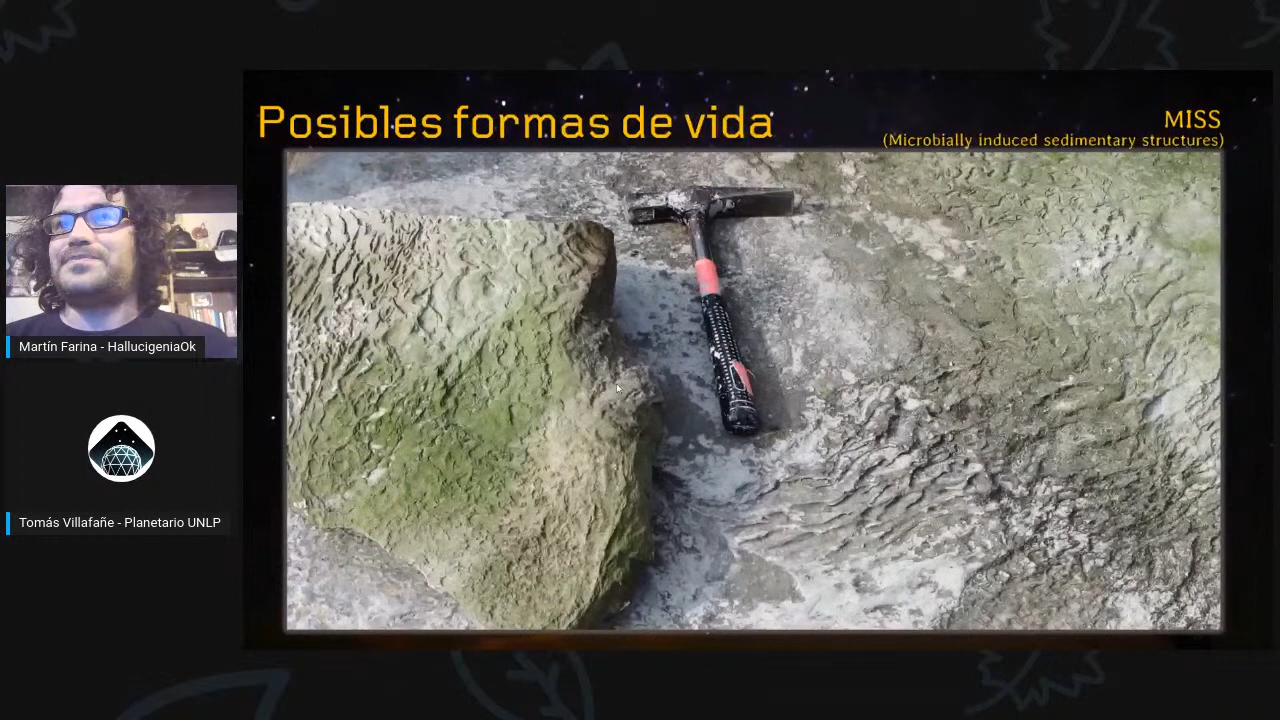 Posibles formas de vida
MISS
(Microbially induced sedimentary structures)
Martín Farina - HallucigeniaOk
Tomás Villafañe - Planetario UNLP